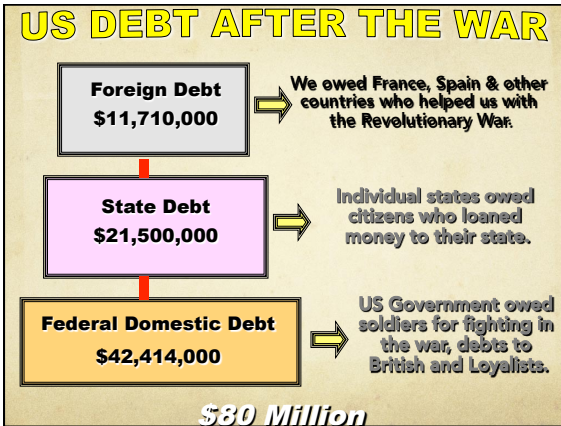 US DEBT AFTER THE WAR
Foreign Debt
$11,710,000
We owed France, Spain & other
countries who helped us with
the Revolutionary War.
State Debt
$21,500,000
Individual states owed
citizens who loaned
money to their state.
Federal Domestic Debt
$42,414,000
US Government owed
soldiers for fighting in
the war, debts to
British and Loyalists.
$80 Million